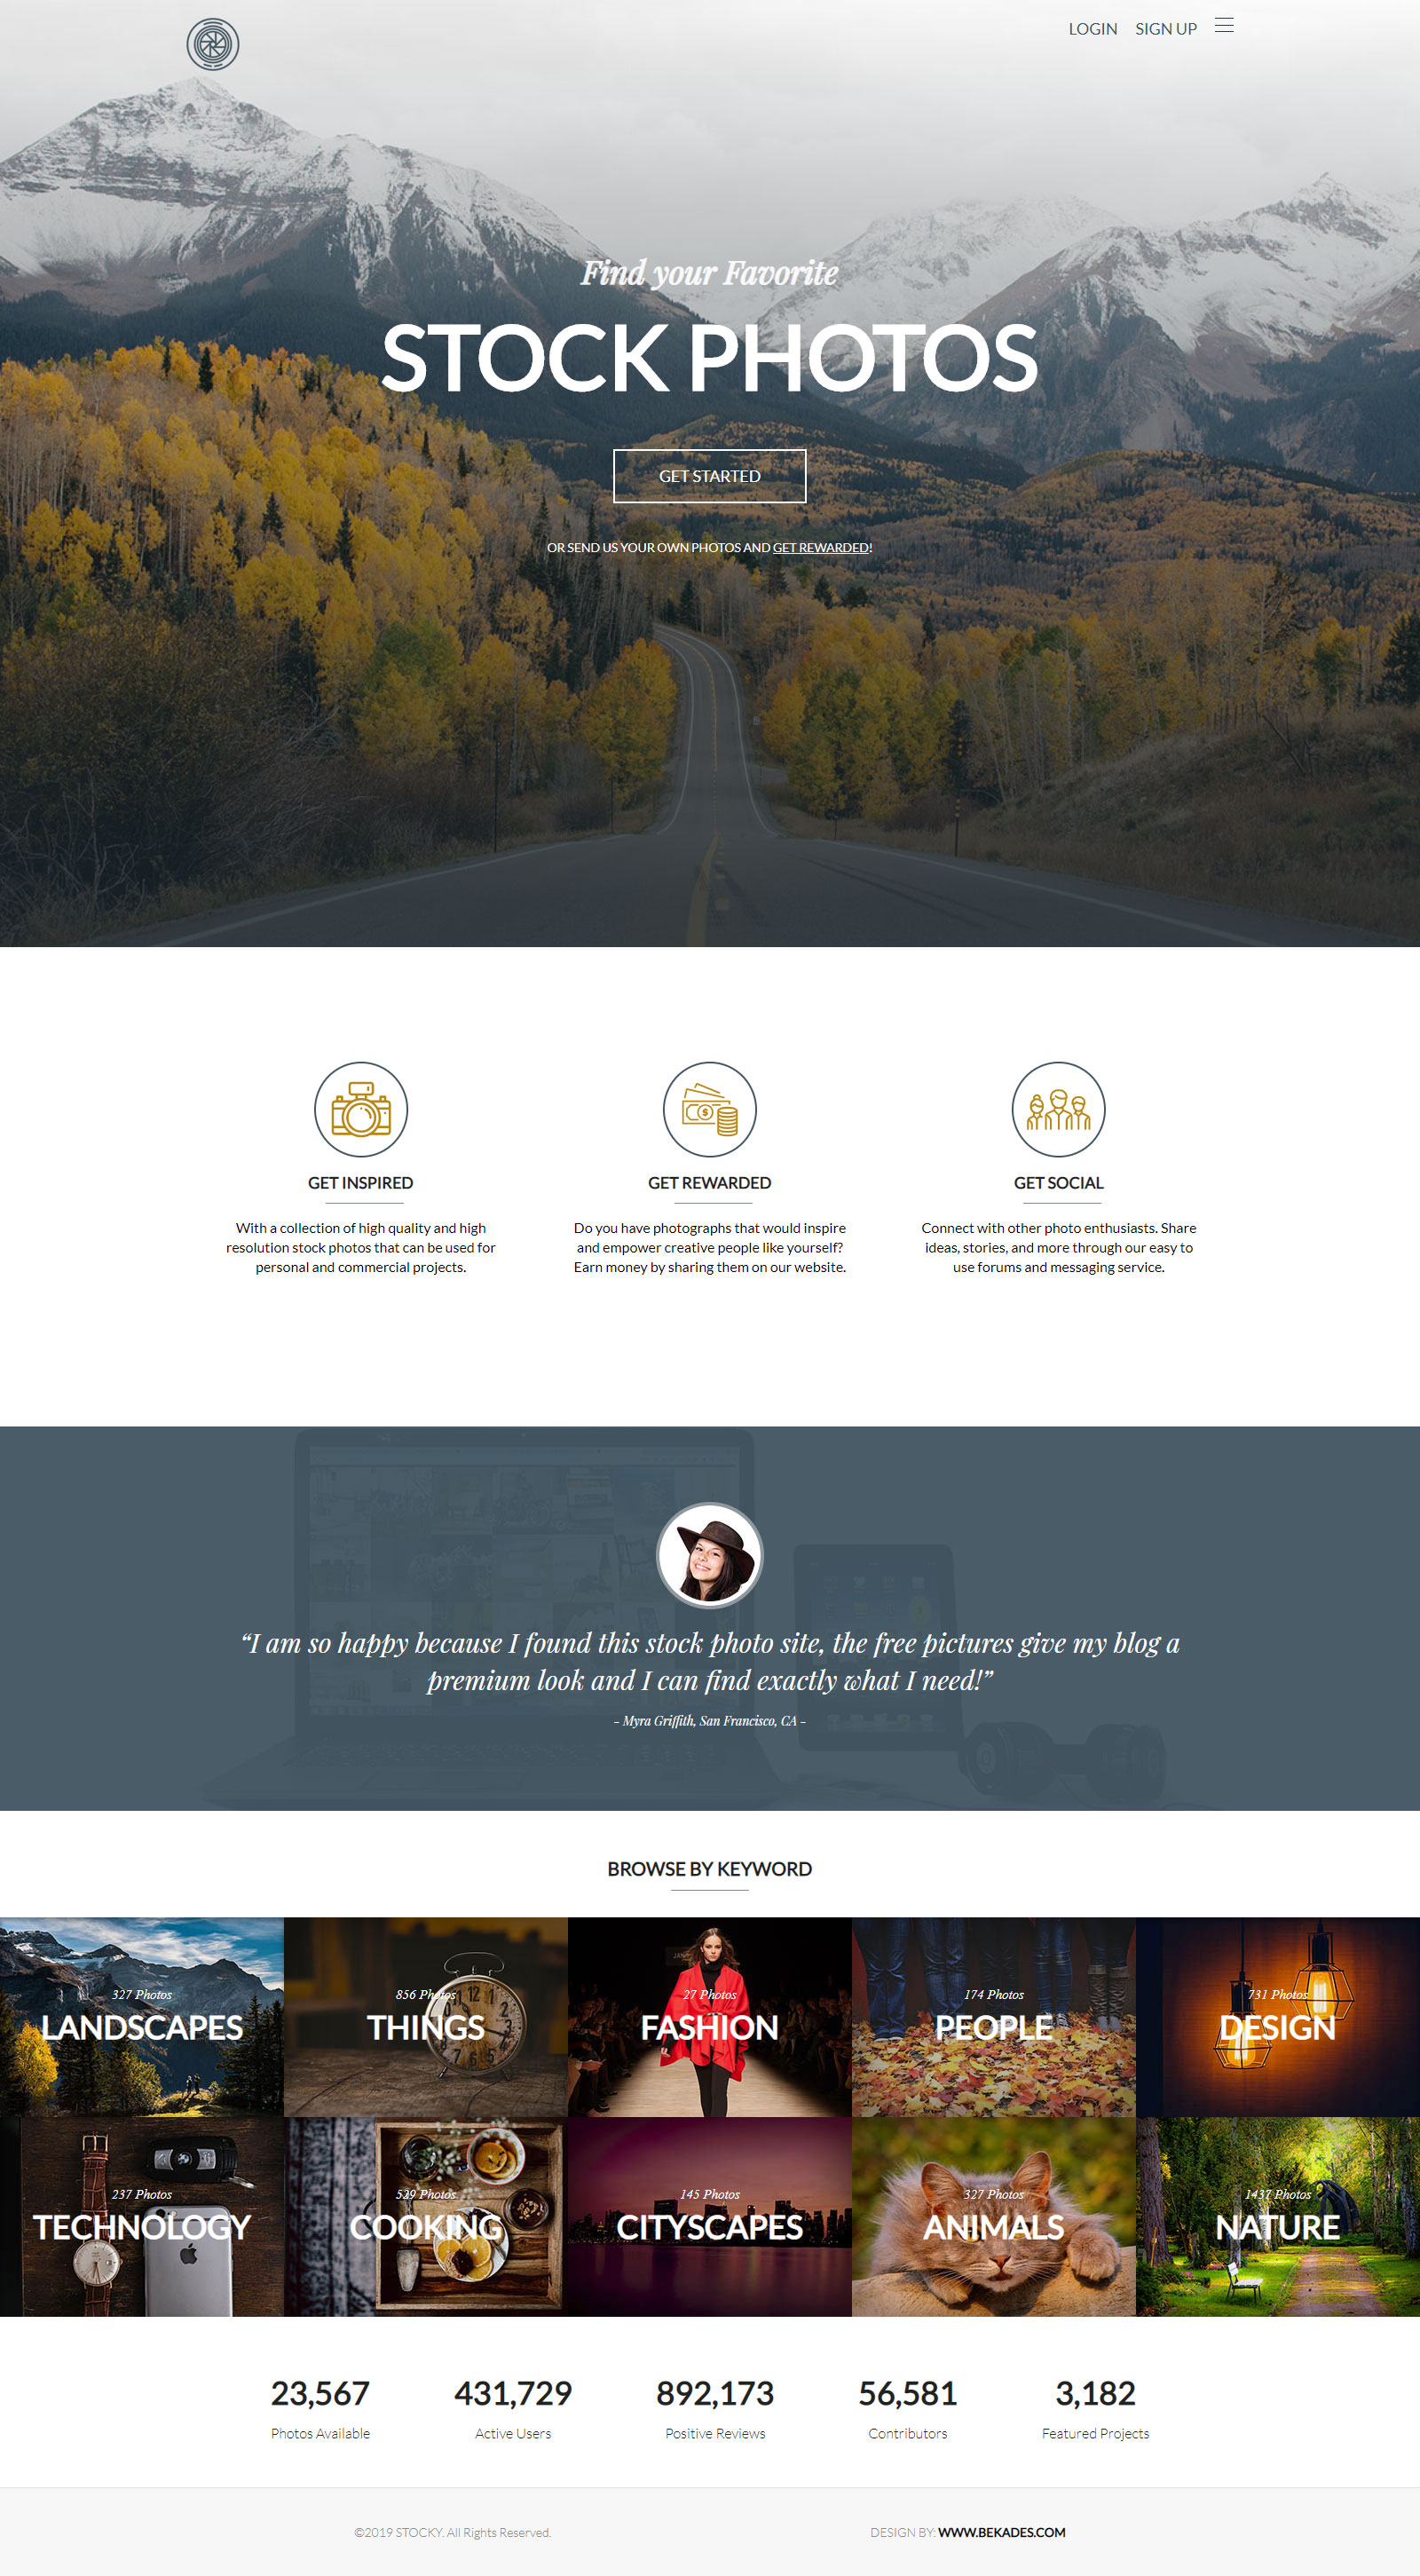 LOGIN SIGN UP
Find your Favorite
STOCK PHOTOS
GET STARTED
OR SEND US YOUR OWN PHOTOS AND GET REWARDED!
GET INSPIRED
With a collection of high quality and high
resolution stock photos that can be used for
personal and commercial projects.
GET REWARDED
Do you have photographs that would inspire
and empower creative people like yourself?
Earn money by sharing them on our website.
GET SOCIAL
Connect with other photo enthusiasts. Share
ideas, stories, and more through our easy to
use forums and messaging service.
“I am so happy because I found this stock photo site, the free pictures give my blog a
premium look and I can find exactly what I need!”
– Myra Griffith, San Francisco, CA –
BROWSE BY KEYWORD
327 Photos
LANDSCAPES
856 Photos
THINGS
27 Photos
FASHION
174 Photos
PEOPLE
731 Photos
DESIGN
237 Photos
TECHNOLOGY
529 Photos
COOKING
145 Photos
CITYSCAPES
327 Photos
ANIMALS
1437 Photos
NATURE
23,567
Photos Available
431,729
Active Users
892,173
Positive Reviews
56,581
Contributors
3,182
Featured Projects
©2019 STOCKY. All Rights Reserved.
DESIGN BY: WWW.BEKADES.COM